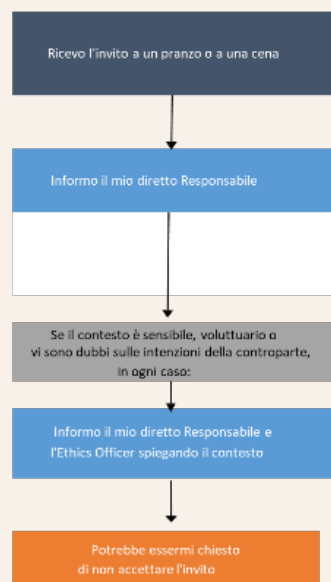 Ricevo l'invito a un pranzo o a una cena
Informo il mio diretto Responsabile
Se il contesto è sensibile, voluttuario o
vi sono dubbi sulle intenzioni della controparte,
in ogni caso:
Informo il mio diretto Responsabile e
l'Ethics Officer spiegando il contesto
Potrebbe essermi chiesto
di non accettare l'invito